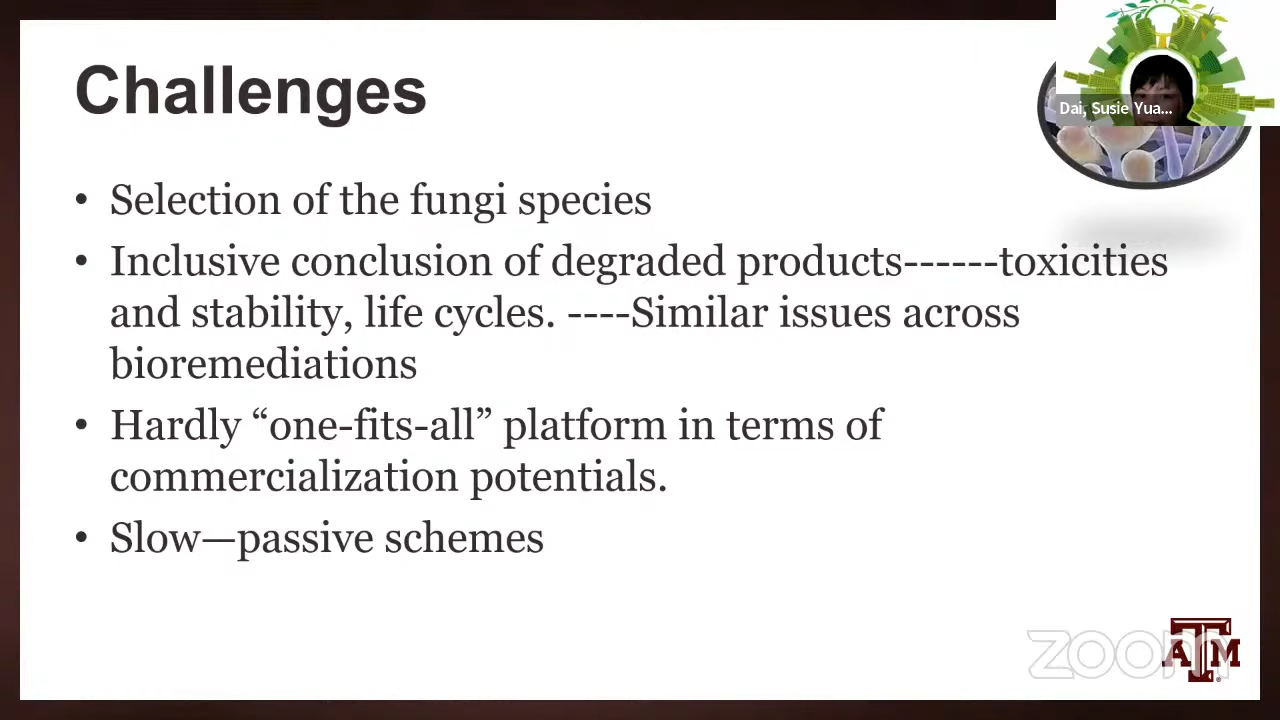 Challenges
Dai, Susie Yua...
• Selection of the fungi species
• Inclusive conclusion of degraded products------toxicities
and stability, life cycles. ----Similar issues across
bioremediations
• Hardly “one-fits-all” platform in terms of
commercialization potentials.
• Slow—passive schemes
zoom
ATM